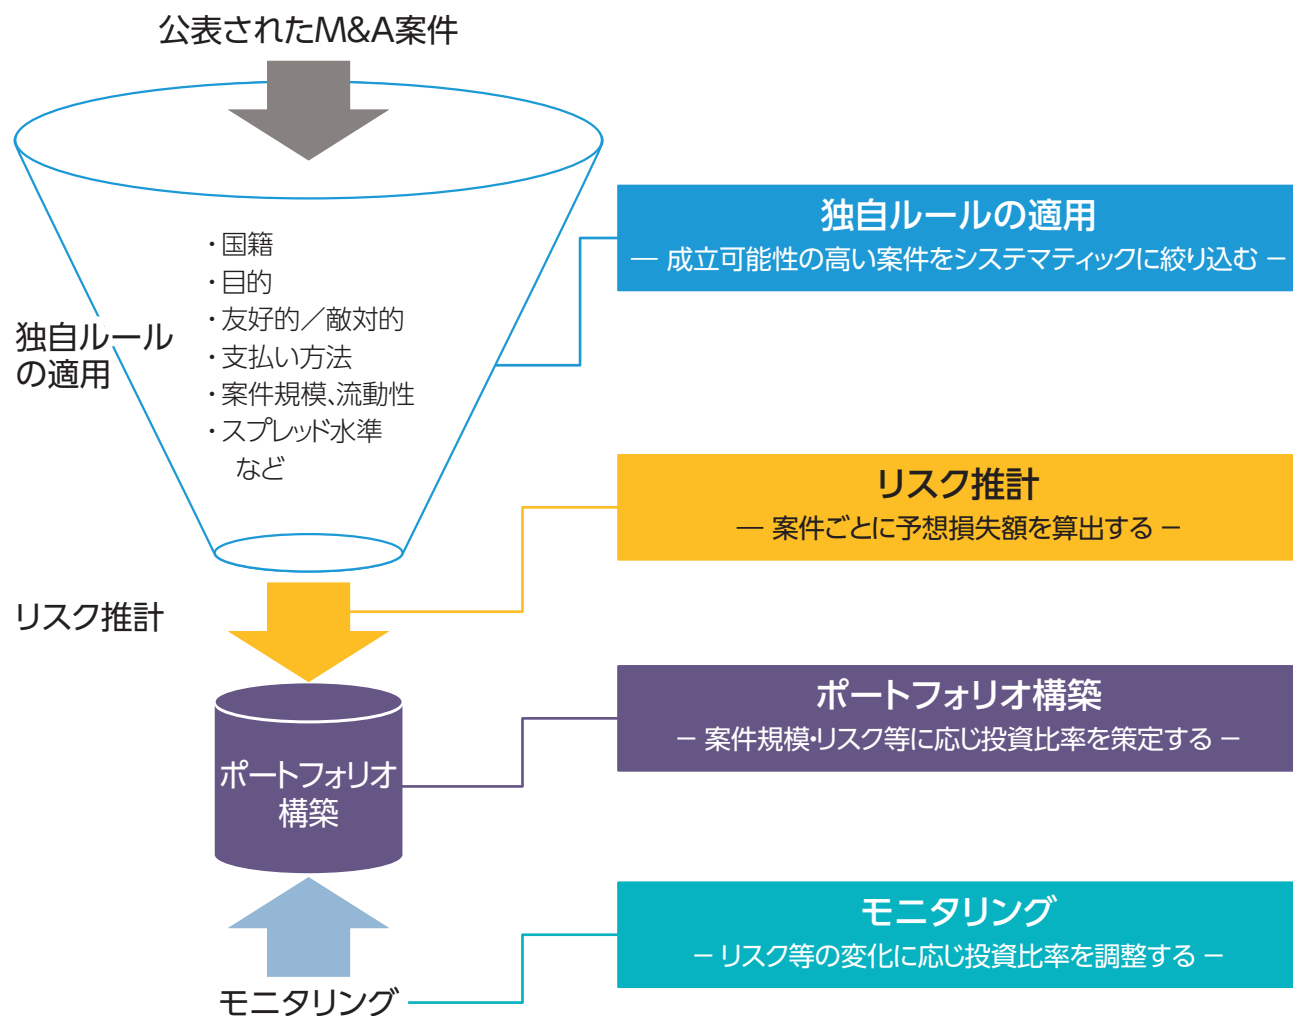 公表されたM&A案件
・国籍
・目的
・友好的／敵対的
・支払い方法
・案件規模、流動性
・スプレッド水準
など
独自ルール
の適用
独自ルールの適用
― 成立可能性の高い案件をシステマティックに絞り込む −
リスク推計
― 案件ごとに予想損失額を算出する −
リスク推計
ポートフォリオ
構築
ポートフォリオ構築
− 案件規模・リスク等に応じ投資比率を策定する −
モニタリング
− リスク等の変化に応じ投資比率を調整する −
モニタリング